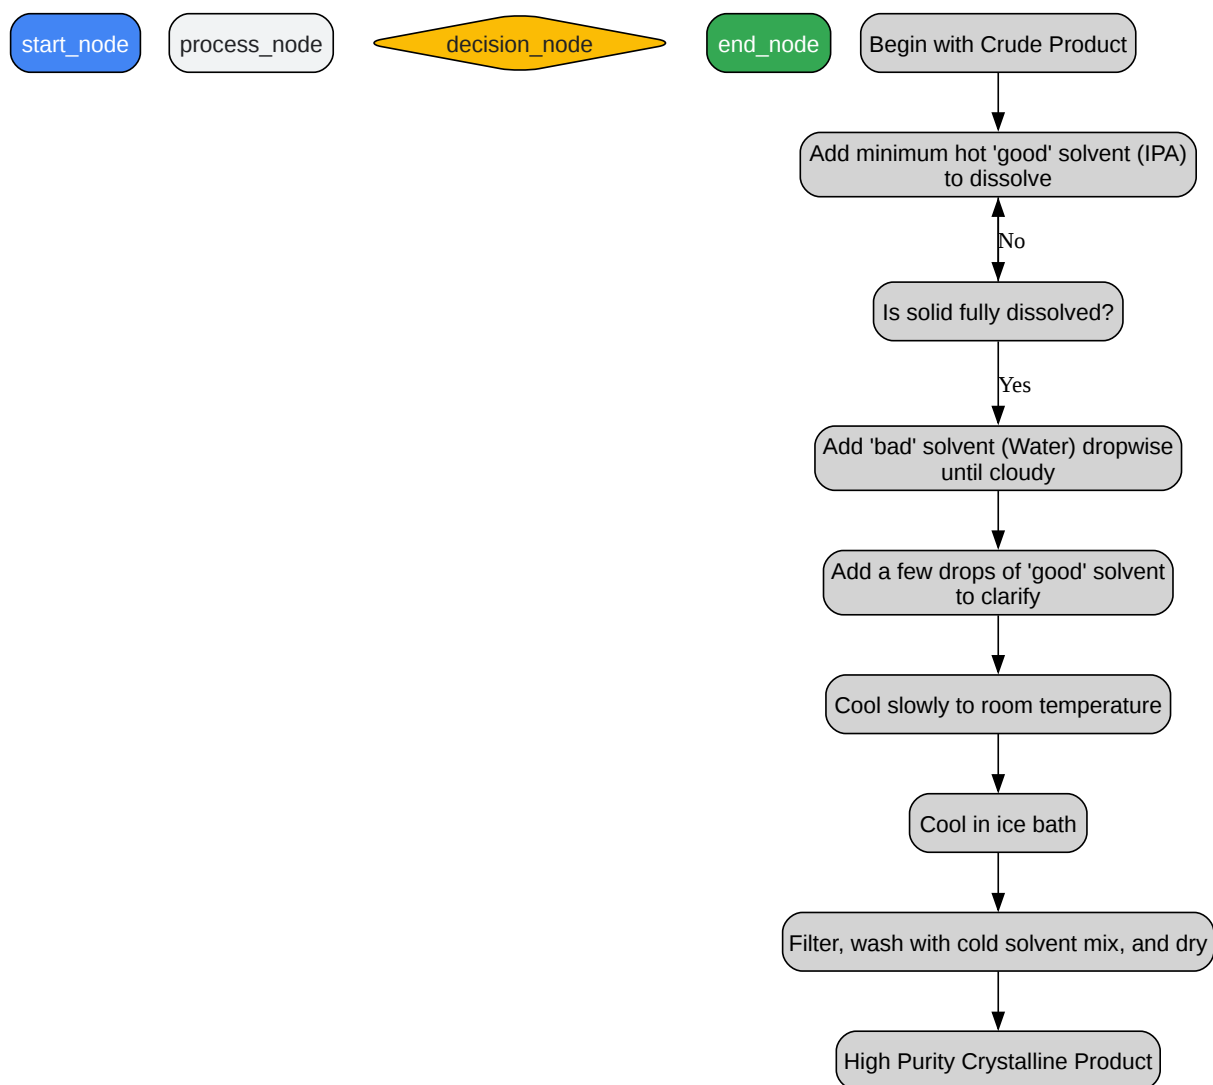 start_node
process_node
decision_node
end_node
Begin with Crude Product
Add minimum hot 'good' solvent (IPA)
to dissolve
No
Is solid fully dissolved?
Yes
Add 'bad' solvent (Water) dropwise
until cloudy
Add a few drops of 'good' solvent
to clarify
Cool slowly to room temperature
Cool in ice bath
Filter, wash with cold solvent mix, and dry
High Purity Crystalline Product